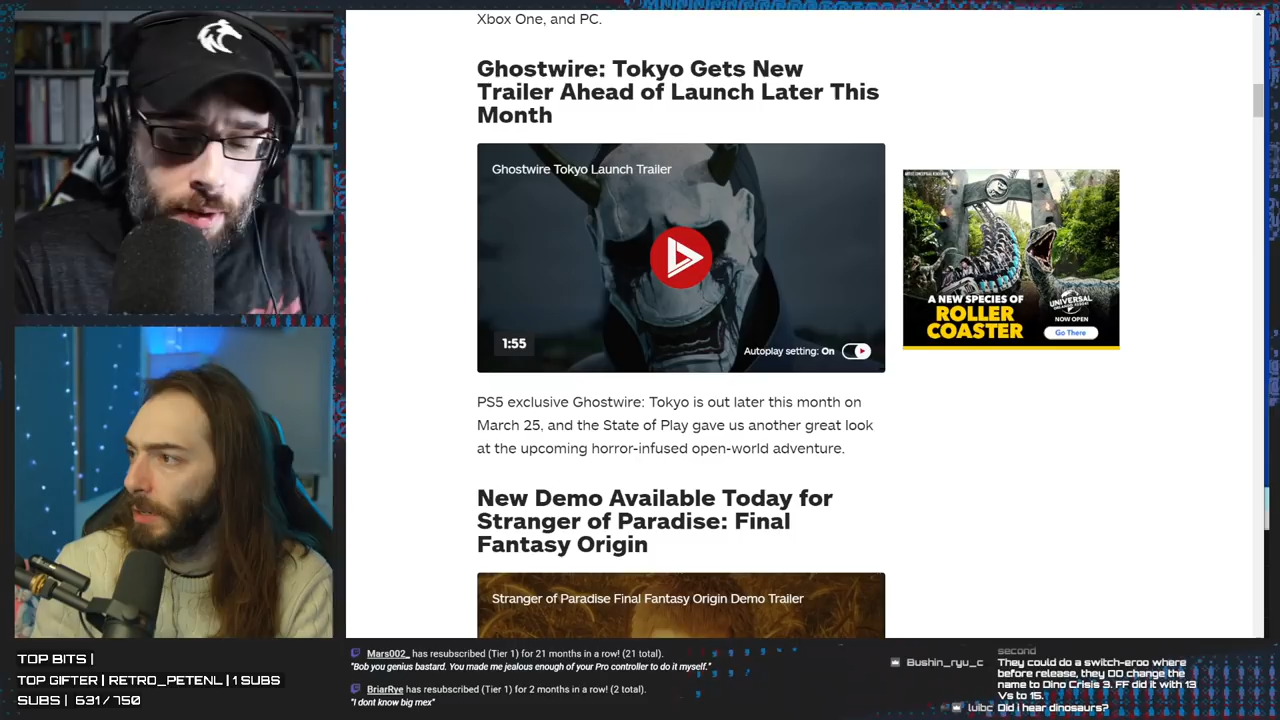 Xbox One, and PC.
Ghostwire: Tokyo Gets New
Trailer Ahead of Launch Later This
Month
Ghostwire Tokyo Launch Trailer
1:55
Autoplay setting: On
A NEW SPECIES OF
ROLLER
COASTER
UNIVERSAL
NOW OPEN
Go There
PS5 exclusive Ghostwire: Tokyo is out later this month on
March 25, and the State of Play gave us another great look
at the upcoming horror-infused open-world adventure.
New Demo Available Today for
Stranger of Paradise: Final
Fantasy Origin
Stranger of Paradise Final Fantasy Origin Demo Trailer
TOP BITS |
TOP GIFTER | RETRO_PETENL | 1 SUBS
SUBS | 631/750
Mars002_ has resubscribed (Tier 1) for 21 months in a row! (21 total).
"Bob you genius bastard. You made me jealous enough of your Pro controller to do it myself."
BriarRye has resubscribed (Tier 1) for 2 months in a row! (2 total).
"I dont know big mex"
second
Bushin_ryu_c They could do a switch-eroo where
before release, they DO change the
name to Dino Crisis 3. FF did it with 13
Vs to 15.
luibc Did i hear dinosaurs?